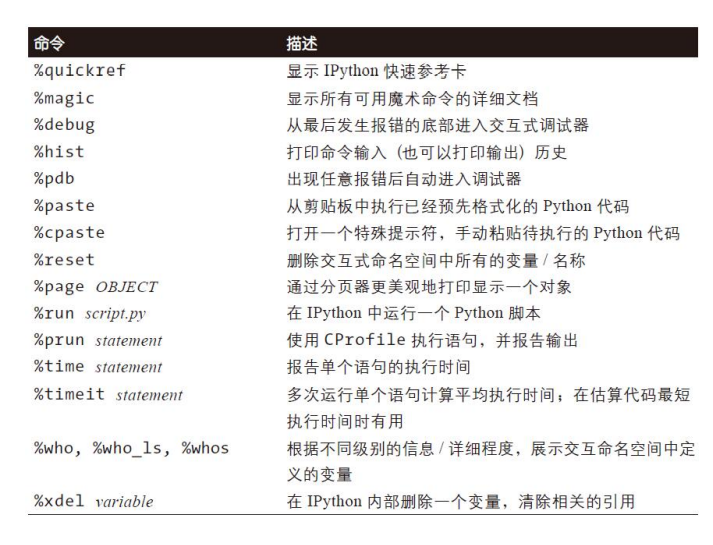 命令 描述
%quickref 显示 IPython 快速参考卡
%magic 显示所有可用魔术命令的详细文档
%debug 从最后发生报错的底部进入交互式调试器
%hist 打印命令输入（也可以打印输出）历史
%pdb 出现任意报错后自动进入调试器
%paste 从剪贴板中执行已经预先格式化的 Python 代码
%cpaste 打开一个特殊提示符，手动粘贴待执行的 Python 代码
%reset 删除交互式命名空间中所有的变量 / 名称
%page OBJECT 通过分页器更美观地打印显示一个对象
%run script.py 在 IPython 中运行一个 Python 脚本
%prun statement 使用 CProfile 执行语句，并报告输出
%time statement 报告单个语句的执行时间
%timeit statement 多次运行单个语句计算平均执行时间；在估算代码最短
执行时间时有用
%who, %who_ls, %whos 根据不同级别的信息 / 详细程度，展示交互命名空间中定
义的变量
%xdel variable 在 IPython 内部删除一个变量，清除相关的引用